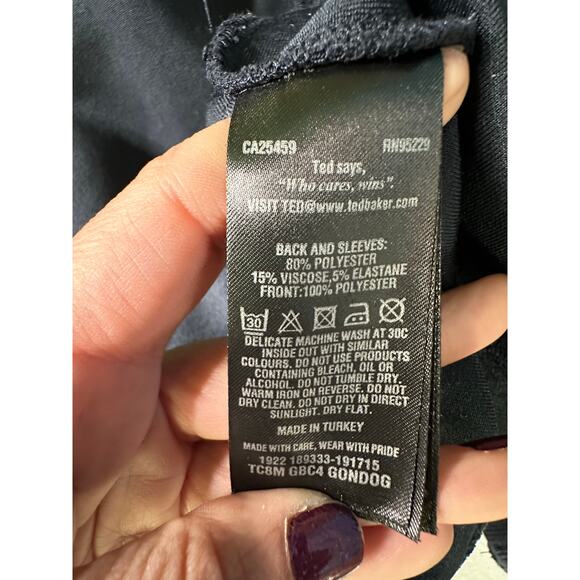 CA25459 RN95229
Ted says,
"Who cares, wins".
VISIT TED@www.tedbaker.com
BACK AND SLEEVES:
80% POLYESTER
15% VISCOSE,5% ELASTANE
FRONT:100% POLYESTER
30
DELICATE MACHINE WASH AT 30C
INSIDE OUT WITH SIMILAR
COLOURS. DO NOT USE PRODUCTS
CONTAINING BLEACH, OIL OR
ALCOHOL. DO NOT TUMBLE DRY.
WARM IRON ON REVERSE. DO NOT
DRY CLEAN. DO NOT DRY IN DIRECT
SUNLIGHT. DRY FLAT.
MADE IN TURKEY
MADE WITH CARE, WEAR WITH PRIDE
1922 189333-191715
TC8M GBC4 GONDOG